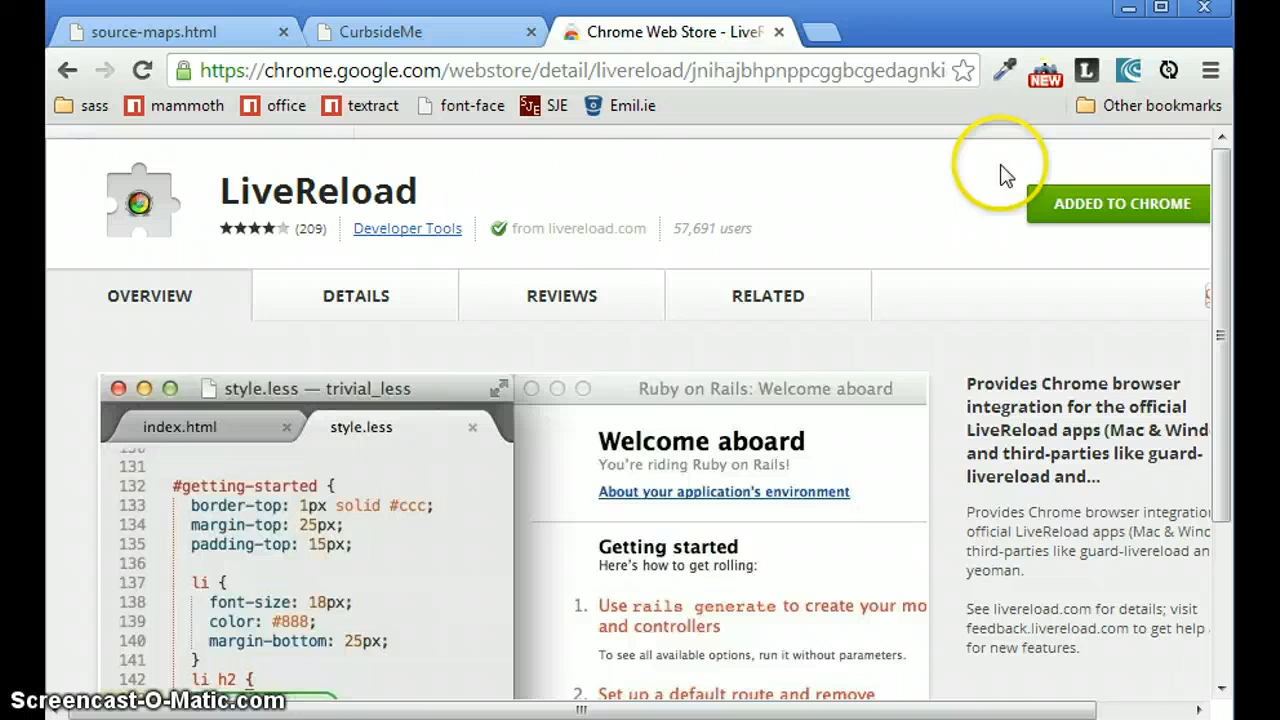 source-maps.html
CurbsideMe
Chrome Web Store - LiveR
https://chrome.google.com/webstore/detail/livereload/jnihajbhpnppcggbcgedagnki
NEW
L
sass
mammoth
office
textract
font-face
SJE
SJE
Emil.ie
Other bookmarks
LiveReload
ADDED TO CHROME
(209)
Developer Tools
from livereload.com
57,691 users
OVERVIEW
DETAILS
REVIEWS
RELATED
style.less — trivial_less
Ruby on Rails: Welcome aboard
index.html
style.less
130
131
132 #getting-started {
133 border-top: 1px solid #ccc;
134 margin-top: 25px;
135 padding-top: 15px;
136
137 li {
138 font-size: 18px;
139 color: #888;
140 margin-bottom: 25px;
141 }
142 li h2 {
Welcome aboard
You're riding Ruby on Rails!
About your application's environment
Getting started
Here's how to get rolling:
1. Use rails generate to create your mo
and controllers
To see all available options, run it without parameters.
2. Set up a default route and remove
Provides Chrome browser
integration for the official
LiveReload apps (Mac & Wind
and third-parties like guard-
livereload and...
Provides Chrome browser integratio
official LiveReload apps (Mac & Winc
third-parties like guard-livereload an
yeoman.
See livereload.com for details; visit
feedback.livereload.com to get help
for new features.
Screencast-O-Matic.com